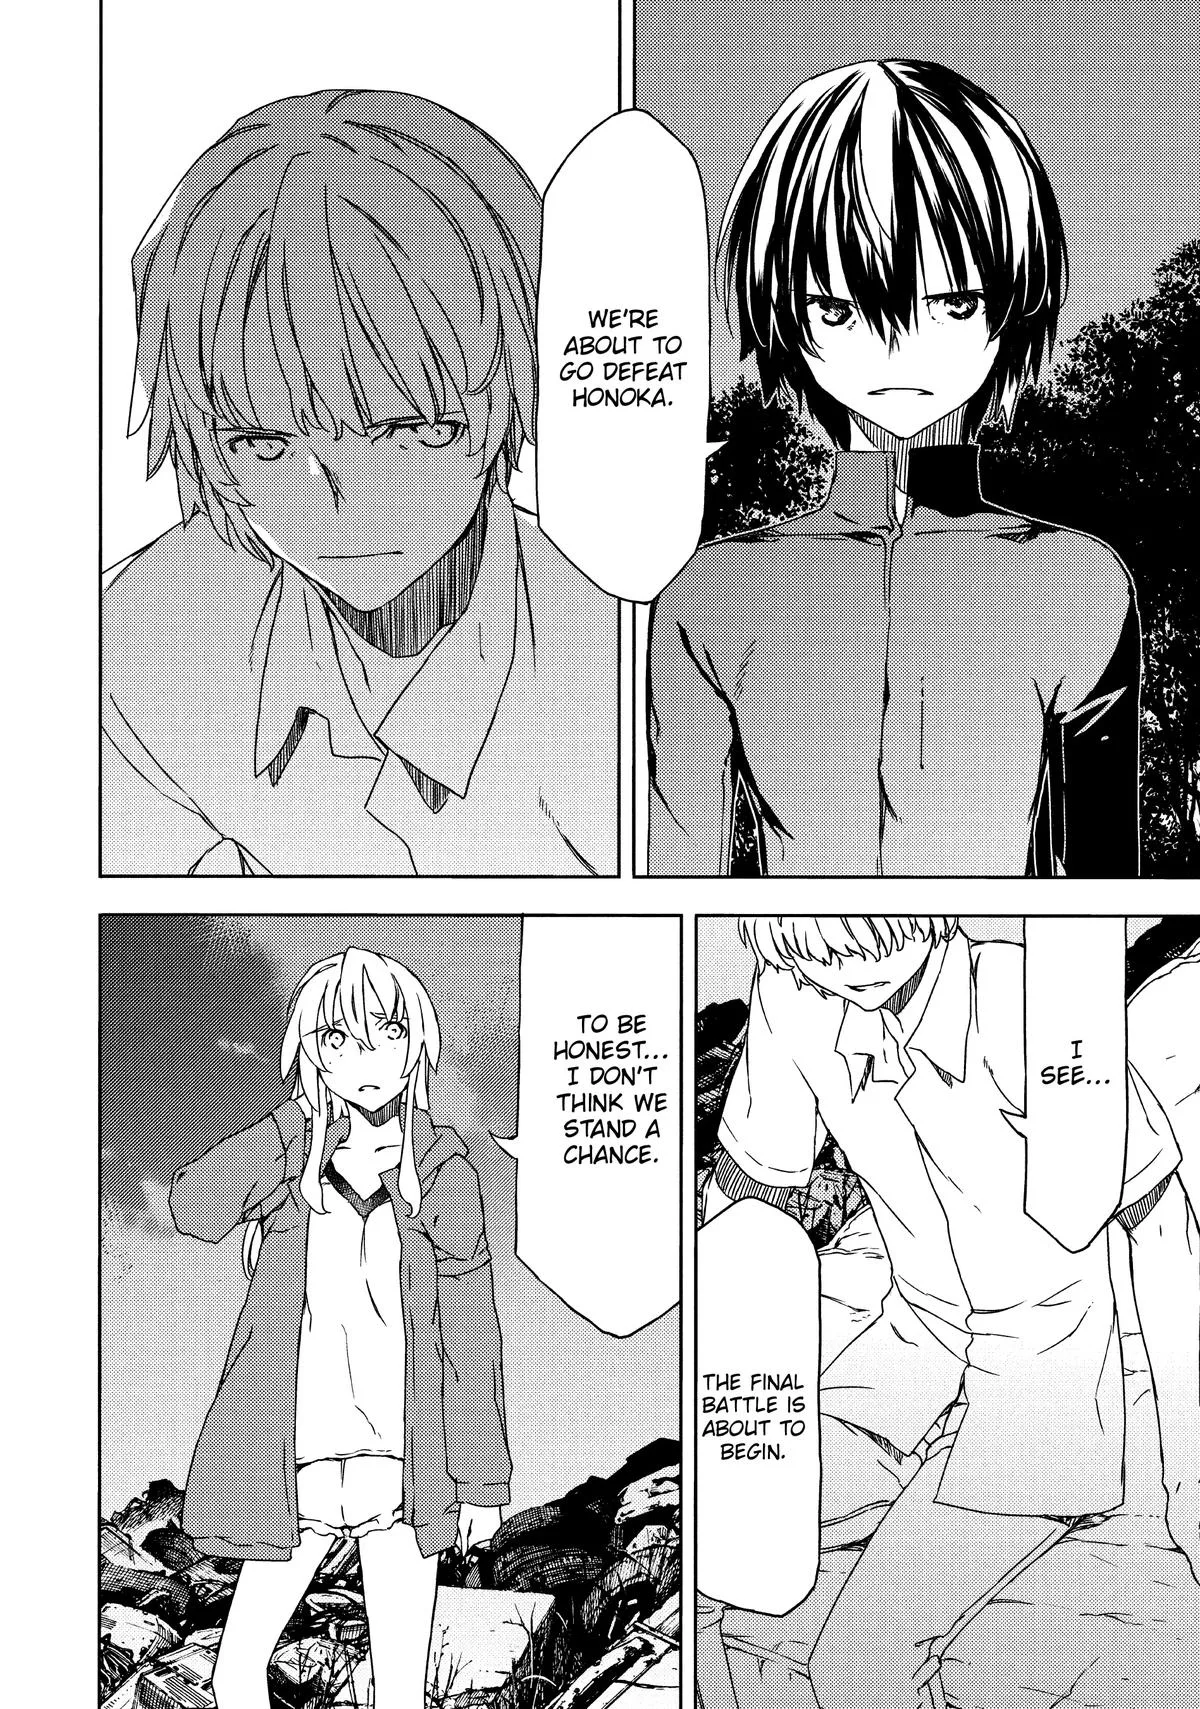 WE'RE
ABOUT TO
GO DEFEAT
HONOKA.
I
SEE...
THE FINAL
BATTLE IS
ABOUT TO
BEGIN.
TO BE
HONEST...
I DON'T
THINK WE
STAND A
CHANCE.